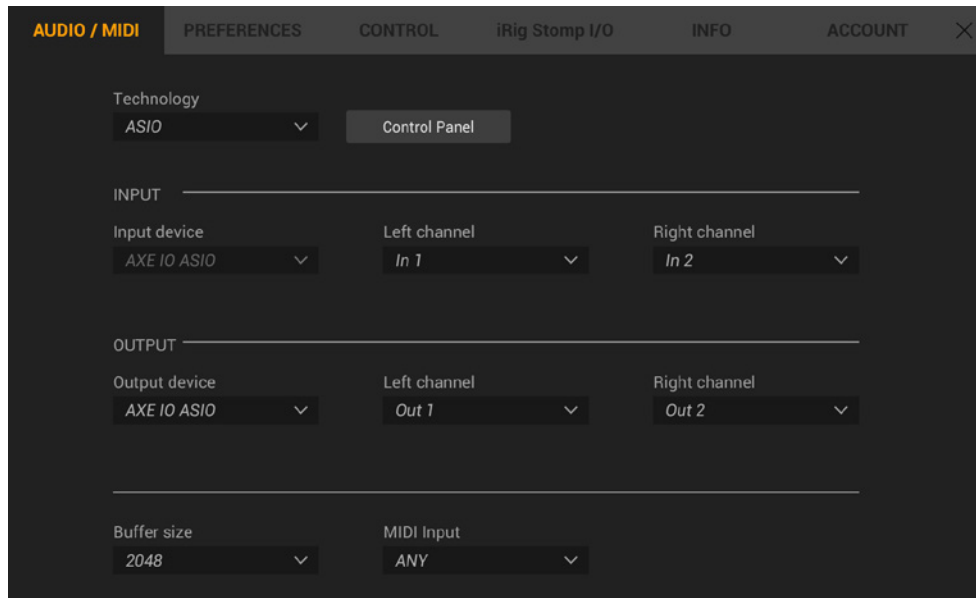 AUDIO / MIDI PREFERENCES CONTROL iRig Stomp I/O INFO ACCOUNT
Technology
ASIO Control Panel
INPUT
Input device Left channel Right channel
AXE IO ASIO In 1 In 2
OUTPUT
Output device Left channel Right channel
AXE IO ASIO Out 1 Out 2
Buffer size MIDI Input
2048 ANY